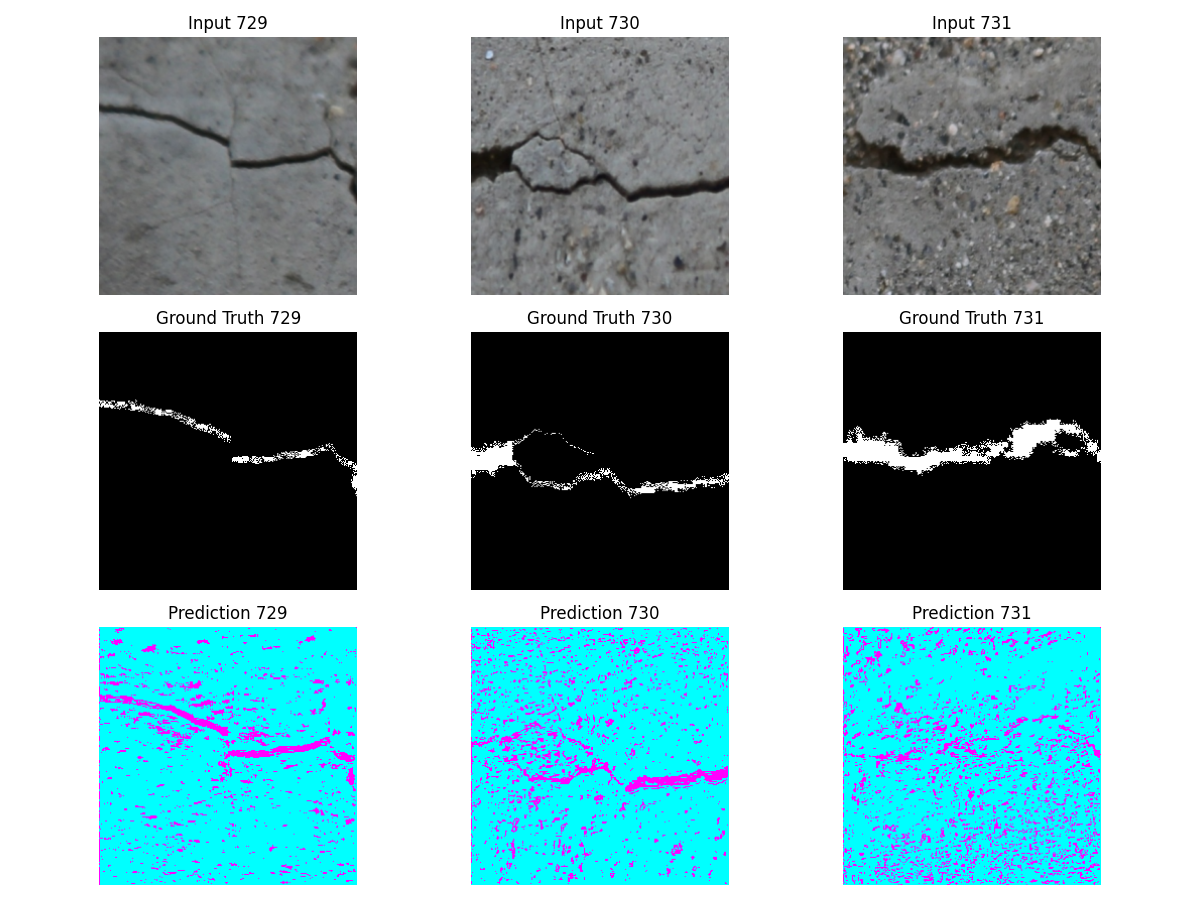 Input 729
Input 730
Input 731
Ground Truth 729
Ground Truth 730
Ground Truth 731
Prediction 729
Prediction 730
Prediction 731